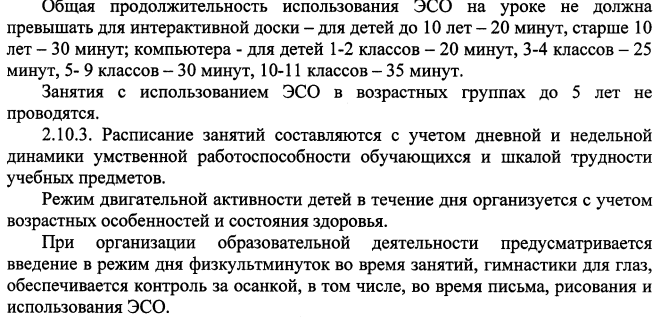 Общая продолжительность использования ЭСО на уроке не должна
превышать для интерактивной доски – для детей до 10 лет – 20 минут, старше 10
лет – 30 минут; компьютера - для детей 1-2 классов – 20 минут, 3-4 классов – 25
минут, 5- 9 классов – 30 минут, 10-11 классов – 35 минут.
Занятия с использованием ЭСО в возрастных группах до 5 лет не
проводятся.
2.10.3. Расписание занятий составляются с учетом дневной и недельной
динамики умственной работоспособности обучающихся и шкалой трудности
учебных предметов.
Режим двигательной активности детей в течение дня организуется с учетом
возрастных особенностей и состояния здоровья.
При организации образовательной деятельности предусматривается
введение в режим дня физкультминуток во время занятий, гимнастики для глаз,
обеспечивается контроль за осанкой, в том числе, во время письма, рисования и
использования ЭСО.